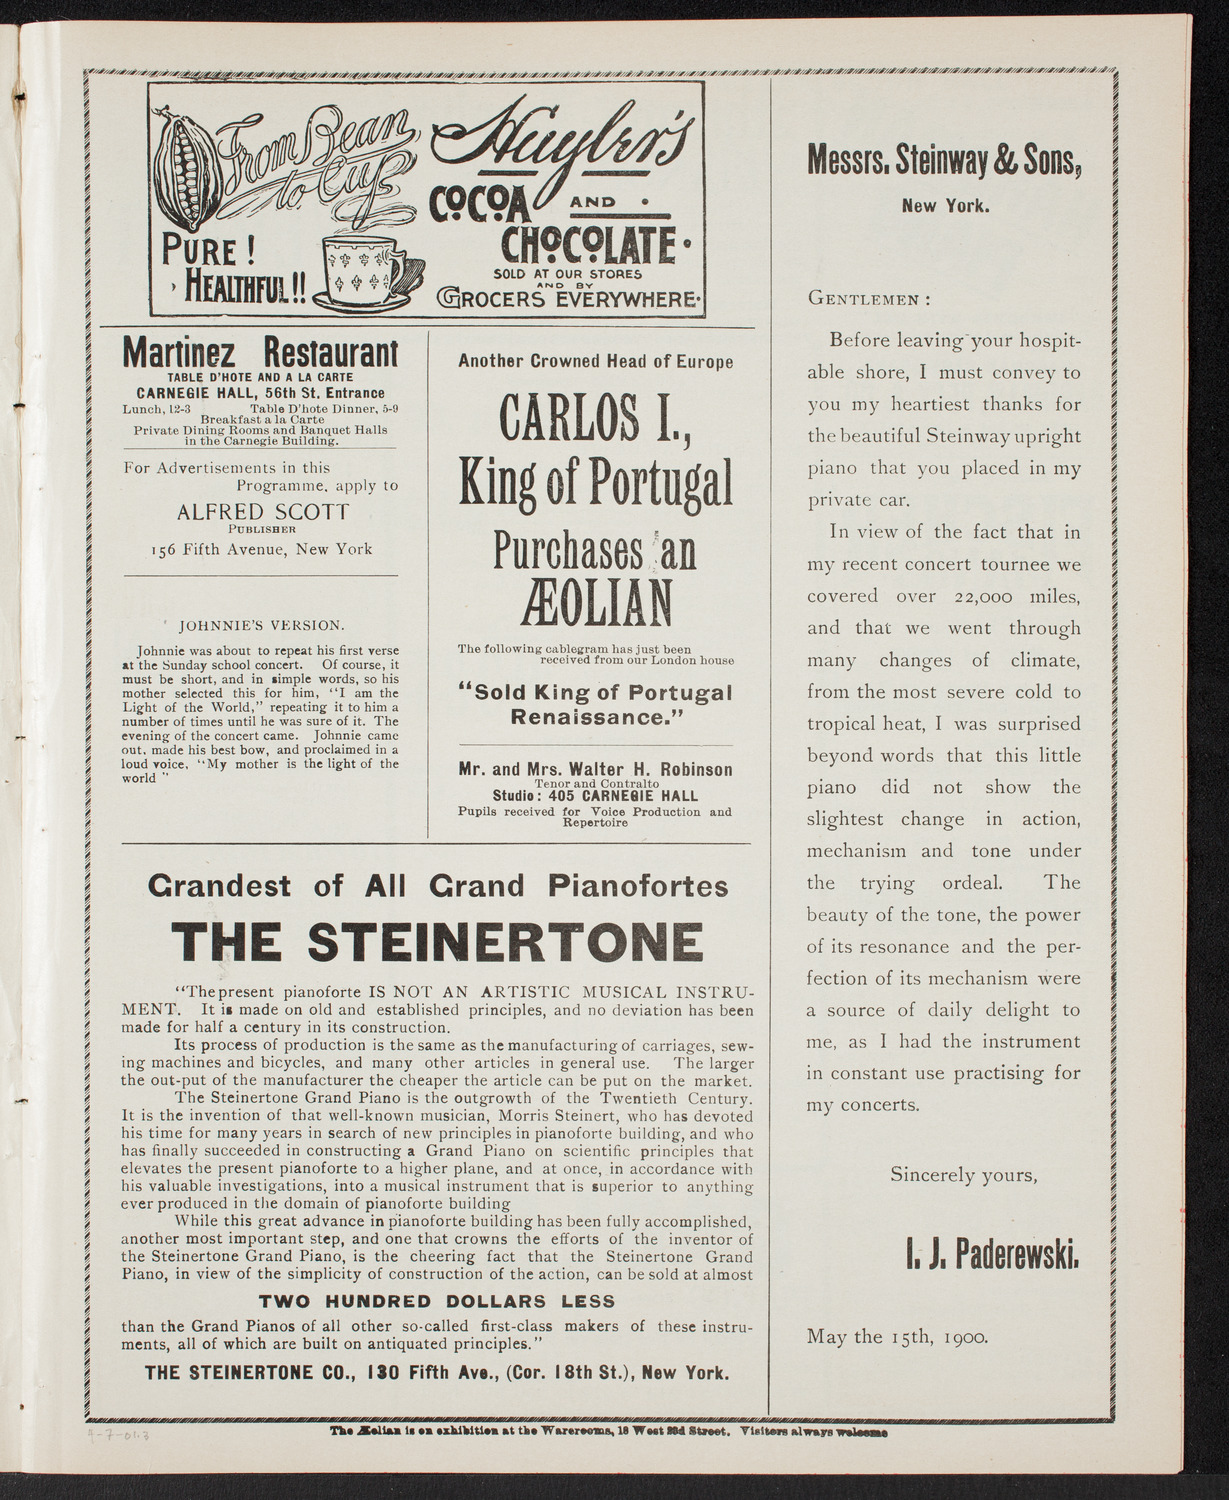 From Bean
to Cup
PURE!
HEALTHFUL!!
Huyler's
COCOA AND
CHOCOLATE
SOLD AT OUR STORES
AND BY
GROCERS EVERYWHERE
Martinez Restaurant
TABLE D'HOTE AND A LA CARTE
CARNEGIE HALL, 56th St. Entrance
Lunch, 12-3 Table D'hote Dinner, 5-9
Breakfast a la Carte
Private Dining Rooms and Banquet Halls
in the Carnegie Building.
For Advertisements in this
Programme, apply to
ALFRED SCOTT
PUBLISHER
156 Fifth Avenue, New York
JOHNNIE'S VERSION.
Johnnie was about to repeat his first verse
at the Sunday school concert. Of course, it
must be short, and in simple words, so his
mother selected this for him, "I am the
Light of the World," repeating it to him a
number of times until he was sure of it. The
evening of the concert came. Johnnie came
out, made his best bow, and proclaimed in a
loud voice, "My mother is the light of the
world "
Another Crowned Head of Europe
CARLOS I.,
King of Portugal
Purchases an
ÆOLIAN
The following cablegram has just been
received from our London house
"Sold King of Portugal
Renaissance."
Mr. and Mrs. Walter H. Robinson
Tenor and Contralto
Studio: 405 CARNEGIE HALL
Pupils received for Voice Production and
Repertoire
Grandest of All Grand Pianofortes
THE STEINERTONE
"The present pianoforte IS NOT AN ARTISTIC MUSICAL INSTRU-
MENT. It is made on old and established principles, and no deviation has been
made for half a century in its construction.
Its process of production is the same as the manufacturing of carriages, sew-
ing machines and bicycles, and many other articles in general use. The larger
the out-put of the manufacturer the cheaper the article can be put on the market.
The Steinertone Grand Piano is the outgrowth of the Twentieth Century.
It is the invention of that well-known musician, Morris Steinert, who has devoted
his time for many years in search of new principles in pianoforte building, and who
has finally succeeded in constructing a Grand Piano on scientific principles that
elevates the present pianoforte to a higher plane, and at once, in accordance with
his valuable investigations, into a musical instrument that is superior to anything
ever produced in the domain of pianoforte building
While this great advance in pianoforte building has been fully accomplished,
another most important step, and one that crowns the efforts of the inventor of
the Steinertone Grand Piano, is the cheering fact that the Steinertone Grand
Piano, in view of the simplicity of construction of the action, can be sold at almost
TWO HUNDRED DOLLARS LESS
than the Grand Pianos of all other so-called first-class makers of these instru-
ments, all of which are built on antiquated principles."
THE STEINERTONE CO., 130 Fifth Ave., (Cor. 18th St.), New York.
Messrs. Steinway & Sons,
New York.
GENTLEMEN:
Before leaving your hospit-
able shore, I must convey to
you my heartiest thanks for
the beautiful Steinway upright
piano that you placed in my
private car.
In view of the fact that in
my recent concert tournee we
covered over 22,000 miles,
and that we went through
many changes of climate,
from the most severe cold to
tropical heat, I was surprised
beyond words that this little
piano did not show the
slightest change in action,
mechanism and tone under
the trying ordeal. The
beauty of the tone, the power
of its resonance and the per-
fection of its mechanism were
a source of daily delight to
me, as I had the instrument
in constant use practising for
my concerts.
Sincerely yours,
I. J. Paderewski.
May the 15th, 1900.
The Æolian is on exhibition at the Warerooms, 18 West 23d Street. Visitors always welcome
4-7-01.3